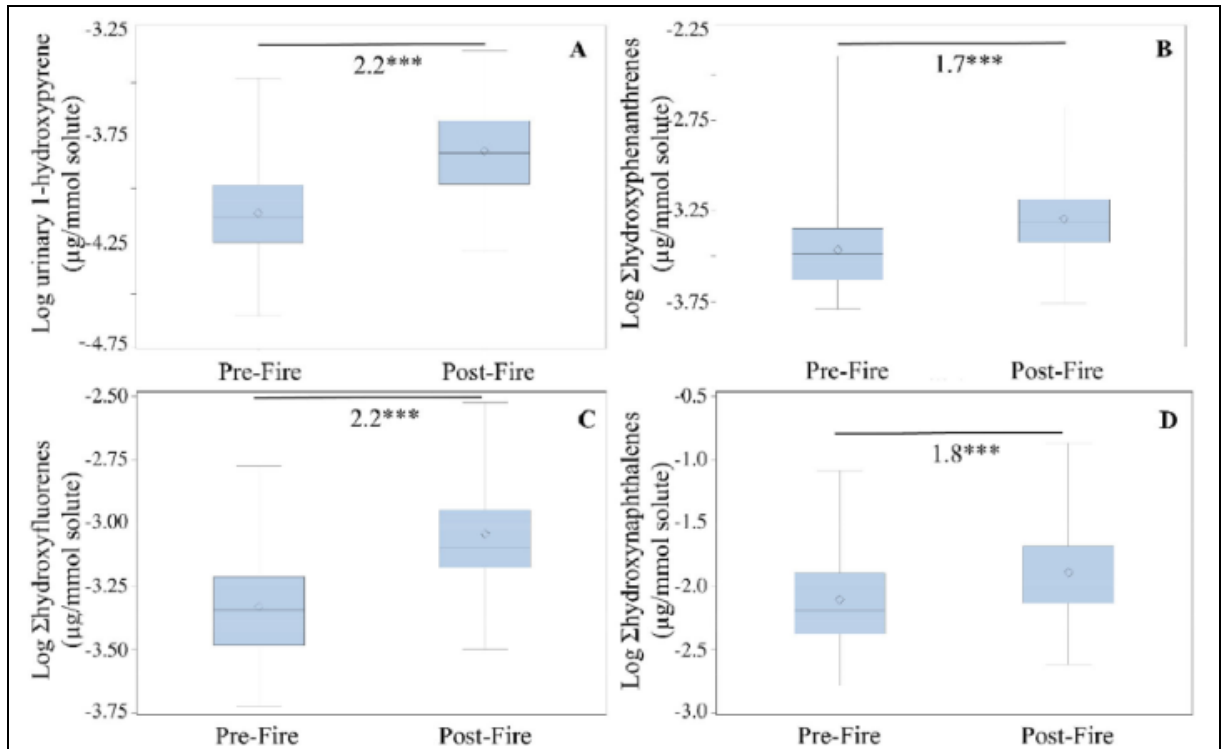 Log urinary 1-hydroxypyrene
(µg/mmol solute)
-3.25
-3.75
-4.25
-4.75
2.2***
A
Pre-Fire
Post-Fire
Log Σhydroxyphenanthrenes
(µg/mmol solute)
-2.25
-2.75
-3.25
-3.75
1.7***
B
Pre-Fire
Post-Fire
Log Σhydroxyfluorenes
(µg/mmol solute)
-2.50
-2.75
-3.00
-3.25
-3.50
-3.75
2.2***
C
Pre-Fire
Post-Fire
Log Σhydroxynaphthalenes
(µg/mmol solute)
-0.5
-1.0
-1.5
-2.0
-2.5
-3.0
1.8***
D
Pre-Fire
Post-Fire